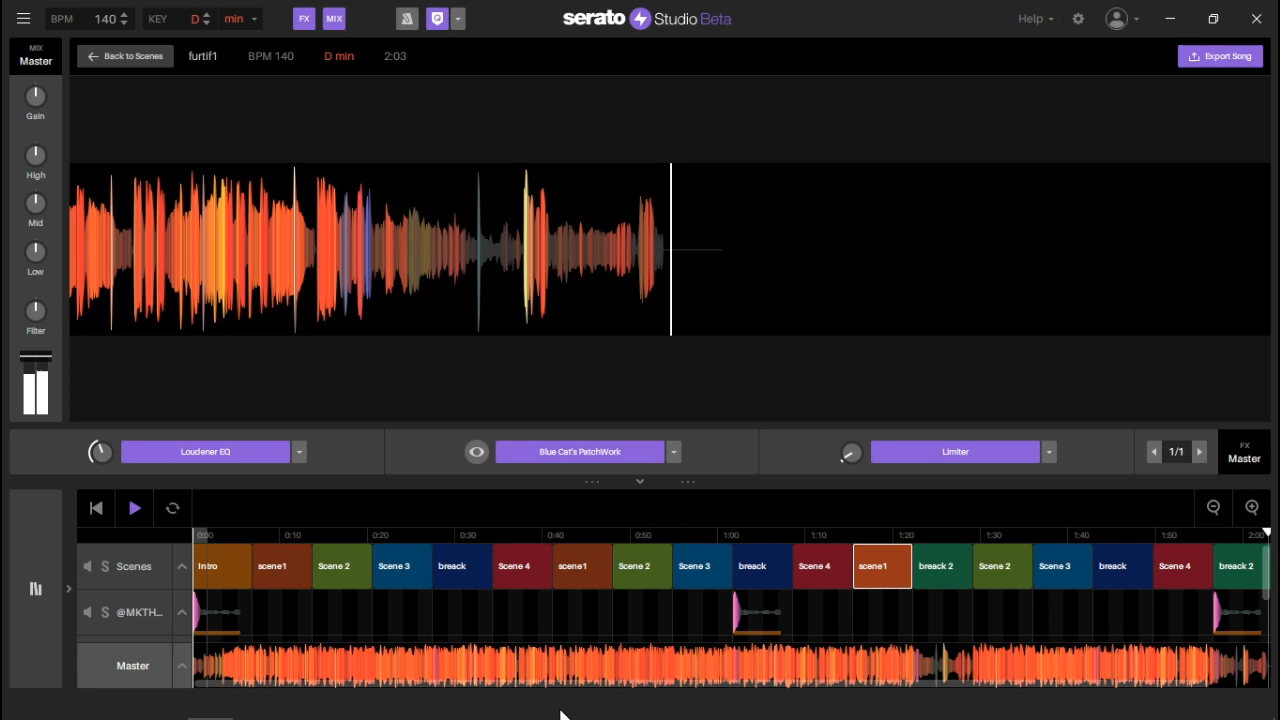 BPM 140 KEY D min FX MIX serato Studio Beta Help
MIX
Master
Back to Scenes furtif1 BPM 140 D min 2:03 Export Song
Gain
High
Mid
Low
Filter
Loudener EQ Blue Cat's PatchWork Limiter 1/1 FX
Master
0:00 0:10 0:20 0:30 0:40 0:50 1:00 1:10 1:20 1:30 1:40 1:50 2:00
S Scenes Intro scene1 Scene 2 Scene 3 breack Scene 4 scene1 Scene 2 Scene 3 breack Scene 4 scene1 breack 2 Scene 2 Scene 3 breack Scene 4 breack 2
S @MKTH...
Master